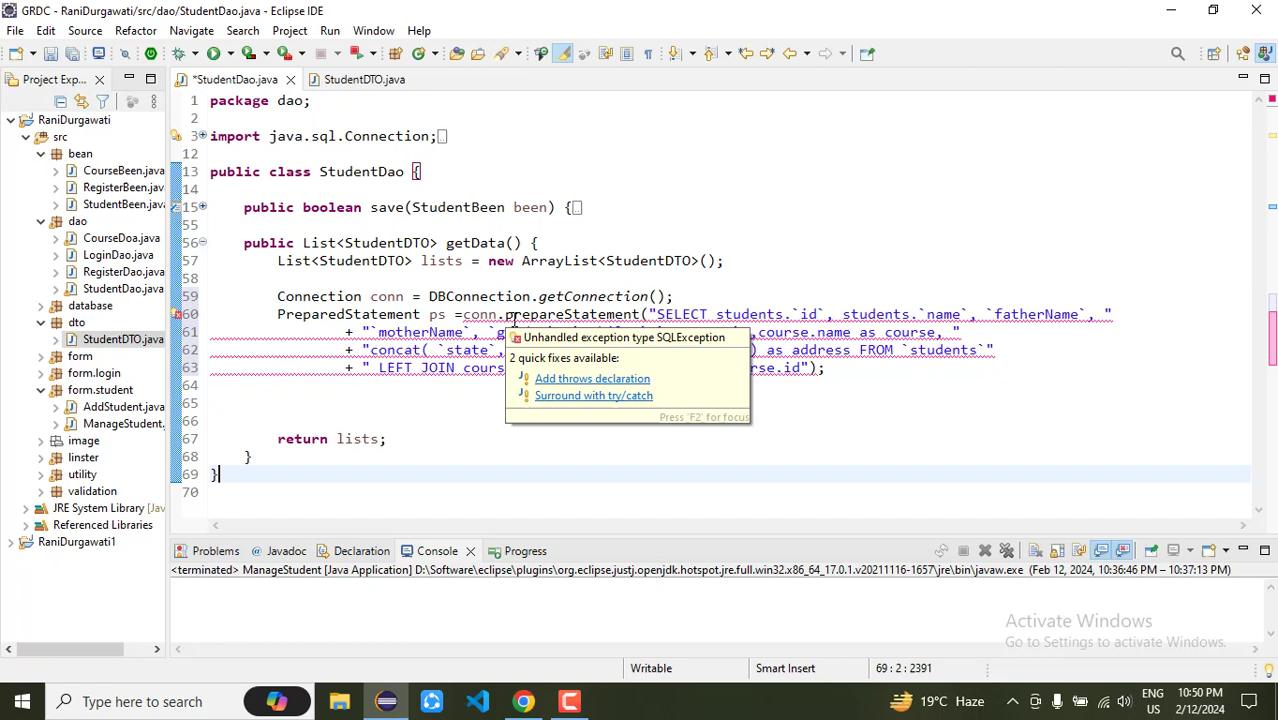 GRDC - RaniDurgawati/src/dao/StudentDao.java - Eclipse IDE
File Edit Source Refactor Navigate Search Project Run Window Help
Project Exp...
*StudentDao.java
StudentDTO.java
RaniDurgawati
src
bean
CourseBeen.java
RegisterBeen.java
StudentBeen.java
dao
CourseDoa.java
LoginDao.java
RegisterDao.java
StudentDao.java
database
dto
StudentDTO.java
form
form.login
form.student
AddStudent.java
ManageStudent.
image
linster
utility
validation
JRE System Library [Jav
Referenced Libraries
RaniDurgawati1
1 package dao;
2
3 import java.sql.Connection;
12
13 public class StudentDao {
14
15 public boolean save(StudentBeen been) {
55
56 public List<StudentDTO> getData() {
57 List<StudentDTO> lists = new ArrayList<StudentDTO>();
58
59 Connection conn = DBConnection.getConnection();
60 PreparedStatement ps =conn.prepareStatement("SELECT students.`id`, students.`name`, `fatherName`, "
61 + "`motherName`, `g ,course.name as course, "
62 + "concat( `state`, ) as address FROM `students`"
63 + " LEFT JOIN cour rse.id");
64
65
66
67 return lists;
68 }
69 }
70
Unhandled exception type SQLException
2 quick fixes available:
Add throws declaration
Surround with try/catch
Press 'F2' for focus
Problems Javadoc Declaration Console Progress
<terminated> ManageStudent [Java Application] D:\Software\eclipse\plugins\org.eclipse.justj.openjdk.hotspot.jre.full.win32.x86_64_17.0.1.v20211116-1657\jre\bin\javaw.exe (Feb 12, 2024, 10:36:46 PM – 10:37:13 PM)
Activate Windows
Go to Settings to activate Windows.
Writable Smart Insert 69 : 2 : 2391
Type here to search
19°C Haze
ENG
US
10:50 PM
2/12/2024